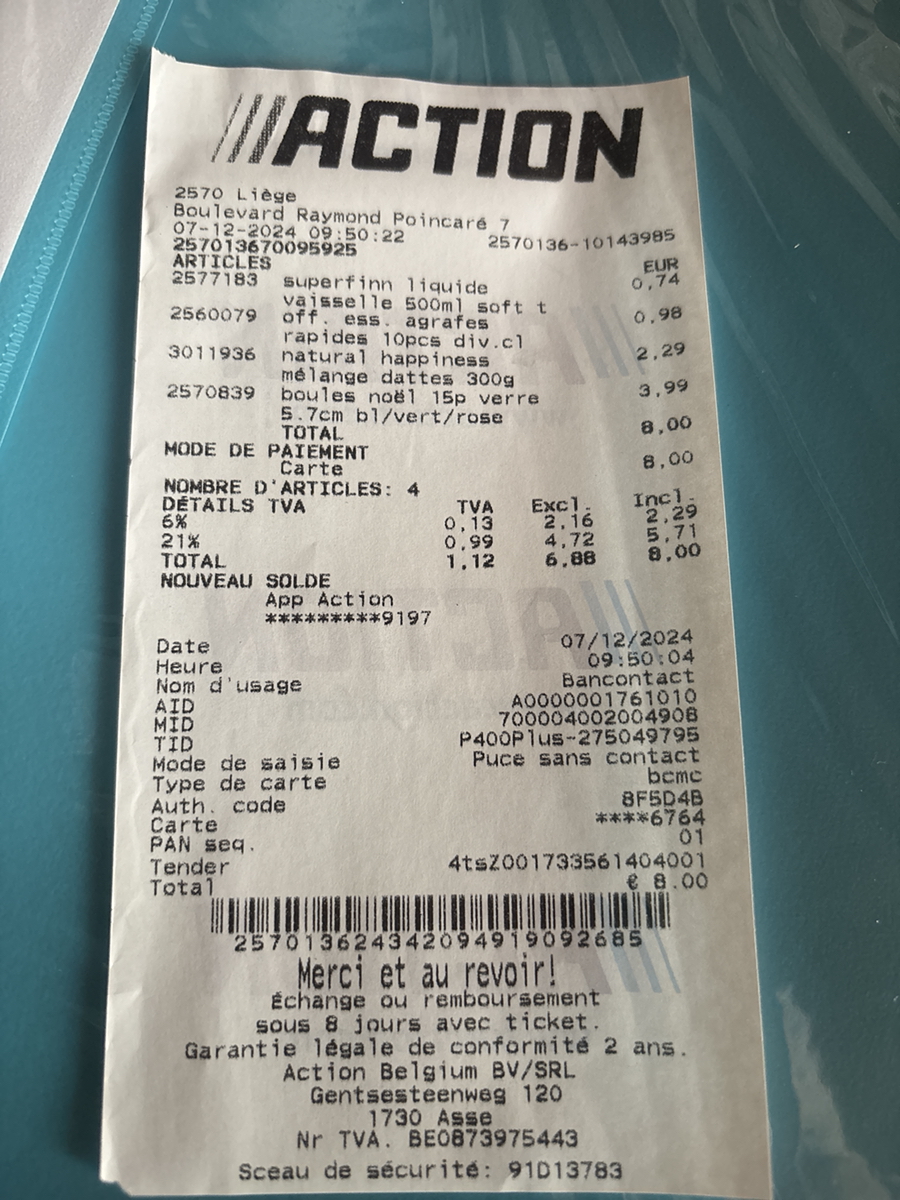 ACTION
2570 Liège
Boulevard Raymond Poincaré 7
07-12-2024 09:50:22 2570136-10143985
257013670095925
ARTICLES EUR
2577183 superfinn liquide 0,74
vaisselle 500ml soft t
2560079 off. ess. agrafes 0,98
rapides 10pcs div.cl
3011936 natural happiness 2,29
mélange dattes 300g
2570839 boules noël 15p verre 3,99
5.7cm bl/vert/rose
TOTAL 8,00
MODE DE PAIEMENT
Carte 8,00
NOMBRE D'ARTICLES: 4
DÉTAILS TVA TVA Excl. Incl.
6% 0,13 2,16 2,29
21% 0,99 4,72 5,71
TOTAL 1,12 6,88 8,00
NOUVEAU SOLDE
App Action
*********9197
Date 07/12/2024
Heure 09:50:04
Nom d'usage Bancontact
AID A0000001761010
MID 700004002004908
TID P400Plus-275049795
Mode de saisie Puce sans contact
Type de carte bcmc
Auth. code 8F5D4B
Carte ****6764
PAN seq. 01
Tender 4tsZ001733561404001
Total € 8.00
257013624342094919092685
Merci et au revoir!
Échange ou remboursement
sous 8 jours avec ticket.
Garantie légale de conformité 2 ans.
Action Belgium BV/SRL
Gentsesteenweg 120
1730 Asse
Nr TVA. BE0873975443
Sceau de sécurité: 91D13783